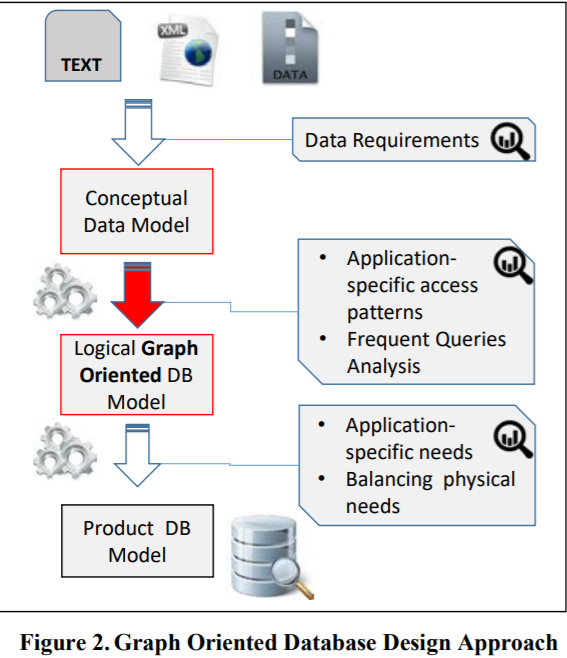 TEXT
XML
DATA
Data Requirements
Conceptual
Data Model
• Application-
specific access
patterns
• Frequent Queries
Analysis
Logical Graph
Oriented DB
Model
• Application-
specific needs
• Balancing physical
needs
Product DB
Model
Figure 2. Graph Oriented Database Design Approach